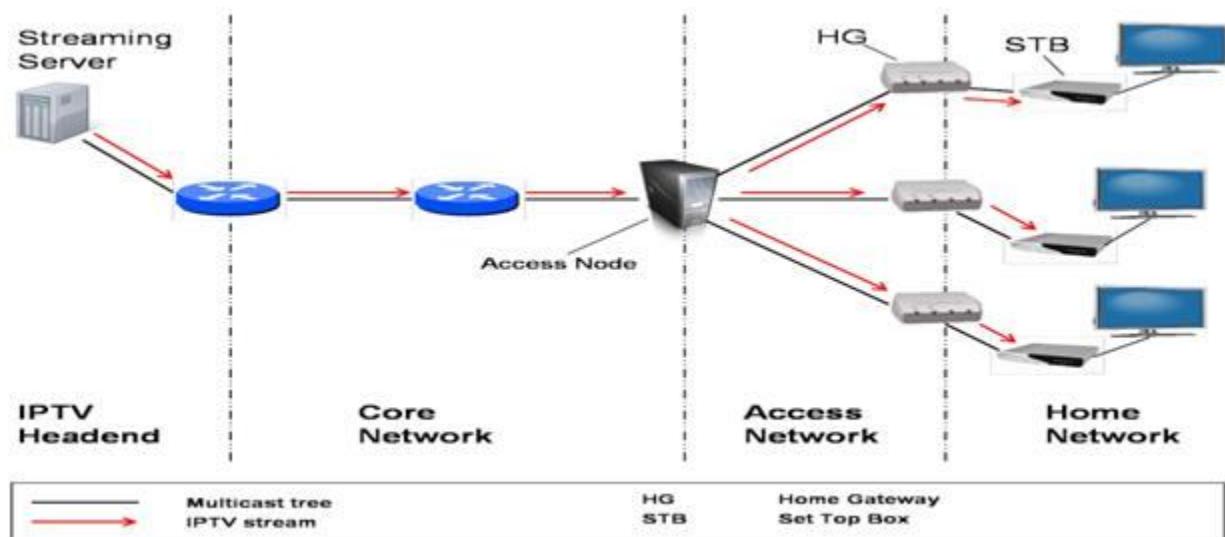 Streaming
Server
HG
STB
Access Node
IPTV
Headend
Core
Network
Access
Network
Home
Network
Multicast tree
HG
Home Gateway
IPTV stream
STB
Set Top Box